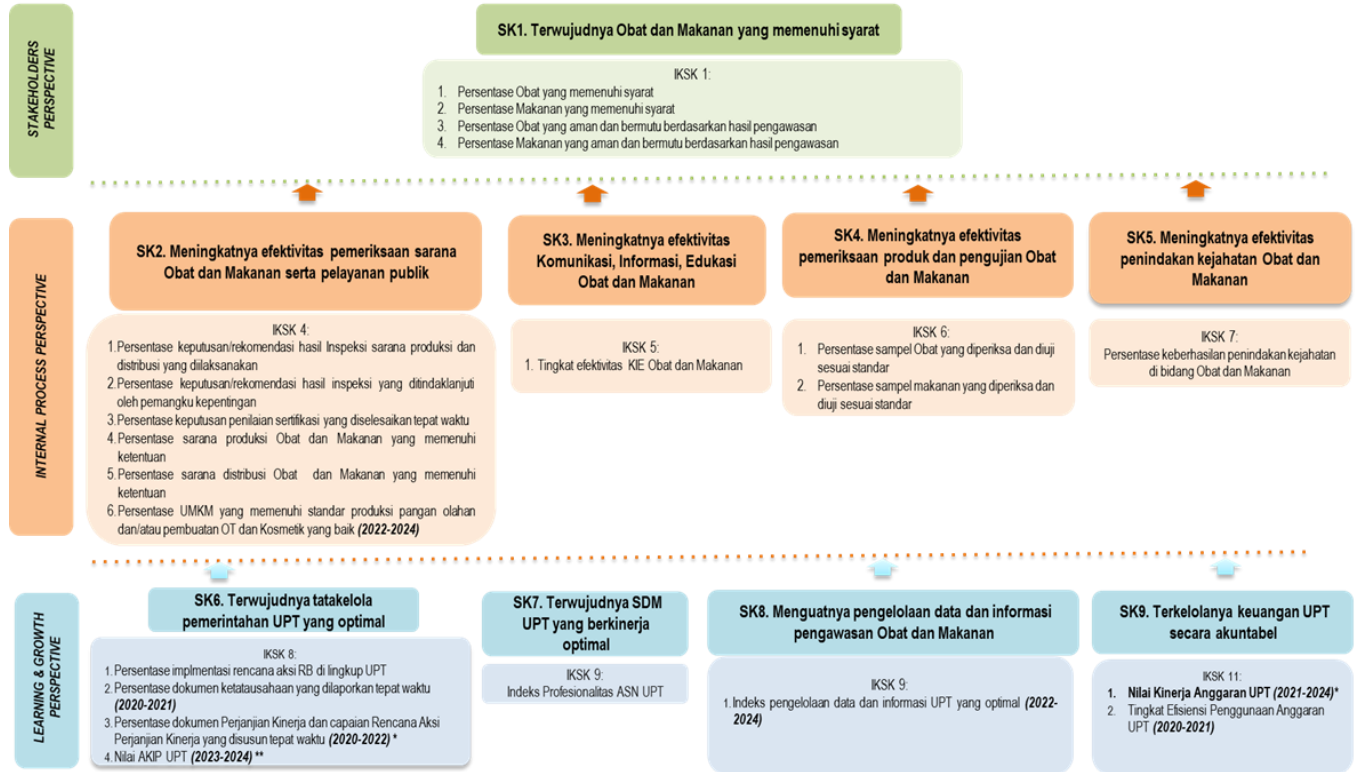 STAKEHOLDERS
PERSPECTIVE
SK1. Terwujudnya Obat dan Makanan yang memenuhi syarat
IKSK 1:
1. Persentase Obat yang memenuhi syarat
2. Persentase Makanan yang memenuhi syarat
3. Persentase Obat yang aman dan bermutu berdasarkan hasil pengawasan
4. Persentase Makanan yang aman dan bermutu berdasarkan hasil pengawasan
INTERNAL PROCESS PERSPECTIVE
SK2. Meningkatnya efektivitas pemeriksaan sarana
Obat dan Makanan serta pelayanan publik
IKSK 4:
1.Persentase keputusan/rekomendasi hasil Inspeksi sarana produksi dan
distribusi yang diilaksanakan
2.Persentase keputusan/rekomendasi hasil inspeksi yang ditindaklanjuti
oleh pemangku kepentingan
3.Persentase keputusan penilaian sertifikasi yang diselesaikan tepat waktu
4.Persentase sarana produksi Obat dan Makanan yang memenuhi
ketentuan
5.Persentase sarana distribusi Obat dan Makanan yang memenuhi
ketentuan
6.Persentase UMKM yang memenuhi standar produksi pangan olahan
dan/atau pembuatan OT dan Kosmetik yang baik (2022-2024)
SK3. Meningkatnya efektivitas
Komunikasi, Informasi, Edukasi
Obat dan Makanan
IKSK 5:
1. Tingkat efektivitas KIE Obat dan Makanan
SK4. Meningkatnya efektivitas
pemeriksaan produk dan pengujian Obat
dan Makanan
IKSK 6:
1. Persentase sampel Obat yang diperiksa dan diuji
sesuai standar
2. Persentase sampel makanan yang diperiksa dan
diuji sesuai standar
SK5. Meningkatnya efektivitas
penindakan kejahatan Obat dan
Makanan
IKSK 7:
Persentase keberhasilan penindakan kejahatan
di bidang Obat dan Makanan
LEARNING & GROWTH
PERSPECTIVE
SK6. Terwujudnya tatakelola
pemerintahan UPT yang optimal
IKSK 8:
1. Persentase implmentasi rencana aksi RB di lingkup UPT
2. Persentase dokumen ketatausahaan yang dilaporkan tepat waktu
(2020-2021)
3. Persentase dokumen Perjanjian Kinerja dan capaian Rencana Aksi
Perjanjian Kinerja yang disusun tepat waktu (2020-2022) *
4. Nilai AKIP UPT (2023-2024) **
SK7. Terwujudnya SDM
UPT yang berkinerja
optimal
IKSK 9:
Indeks Profesionalitas ASN UPT
SK8. Menguatnya pengelolaan data dan informasi
pengawasan Obat dan Makanan
IKSK 9:
1. Indeks pengelolaan data dan informasi UPT yang optimal (2022-
2024)
SK9. Terkelolanya keuangan UPT
secara akuntabel
IKSK 11:
1. Nilai Kinerja Anggaran UPT (2021-2024)*
2. Tingkat Efisiensi Penggunaan Anggaran
UPT (2020-2021)